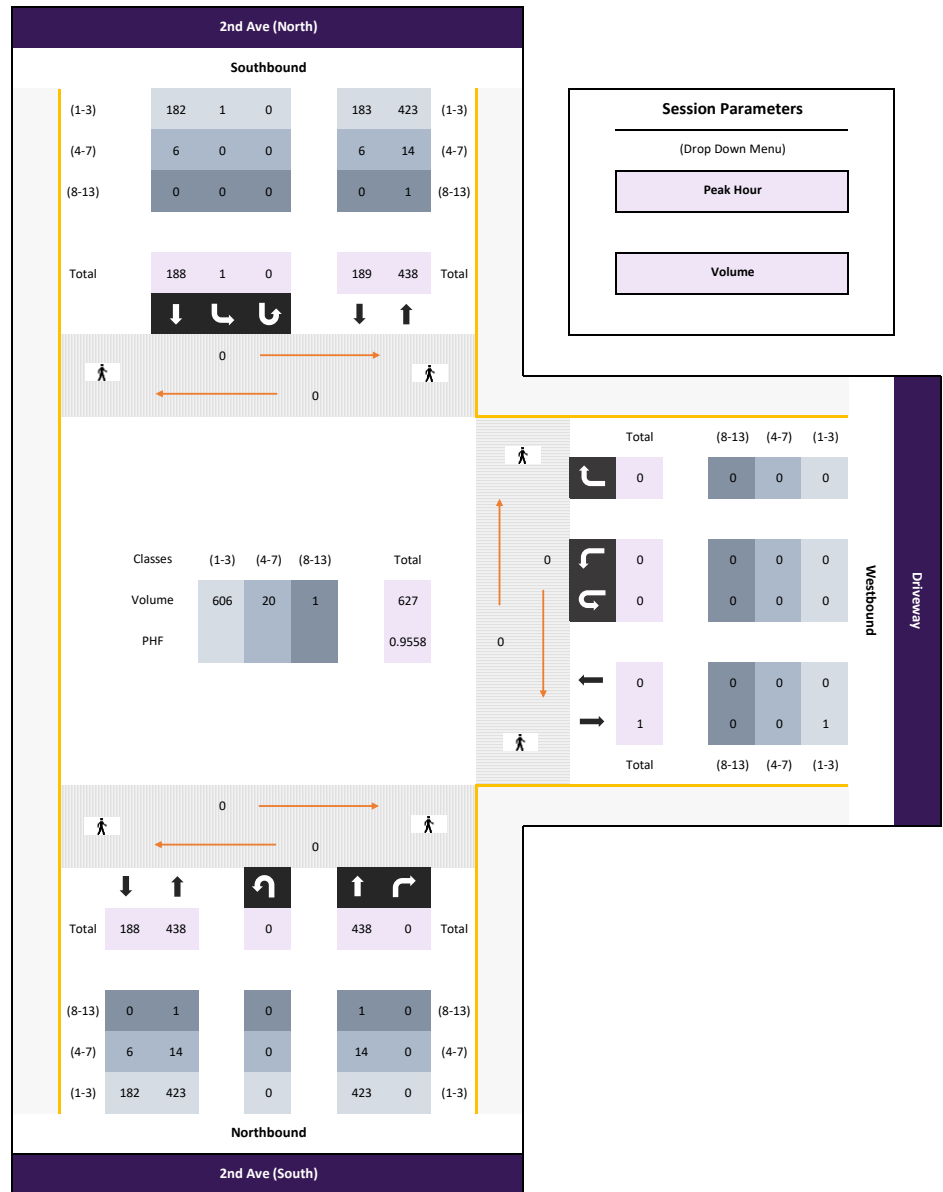 2nd Ave (North)
Southbound
(1-3) 182 1 0 183 423 (1-3)
(4-7) 6 0 0 6 14 (4-7)
(8-13) 0 0 0 0 1 (8-13)
Total 188 1 0 189 438 Total
Session Parameters
(Drop Down Menu)
Peak Hour
Volume
0
0
Total (8-13) (4-7) (1-3)
0 0 0 0
0 0 0 0 0
0 0 0 0
0 0 0 0 0
1 0 0 1
Total (8-13) (4-7) (1-3)
Westbound
Driveway
Classes (1-3) (4-7) (8-13) Total
Volume 606 20 1 627
PHF 0.9558
0
0
Total 188 438 0 438 0 Total
(8-13) 0 1 0 1 0 (8-13)
(4-7) 6 14 0 14 0 (4-7)
(1-3) 182 423 0 423 0 (1-3)
Northbound
2nd Ave (South)